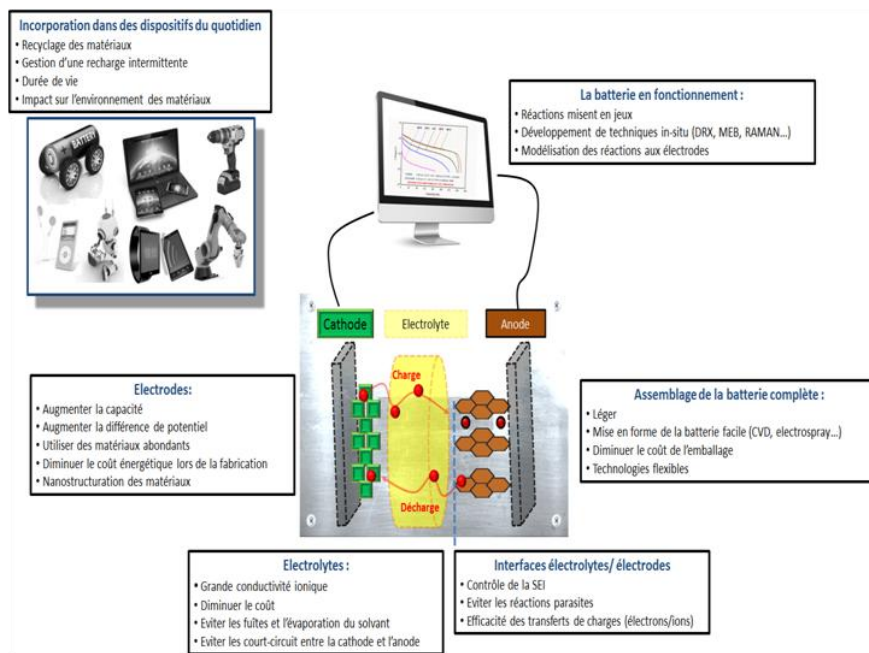 Incorporation dans des dispositifs du quotidien
• Recyclage des matériaux
• Gestion d'une recharge intermittente
• Durée de vie
• Impact sur l'environnement des matériaux
BATTERY
La batterie en fonctionnement :
• Réactions misent en jeux
• Développement de techniques in-situ (DRX, MEB, RAMAN...)
• Modélisation des réactions aux électrodes
Cathode
Electrolyte
Anode
Charge
Décharge
Electrodes:
• Augmenter la capacité
• Augmenter la différence de potentiel
• Utiliser des matériaux abondants
• Diminuer le coût énergétique lors de la fabrication
• Nanostructuration des matériaux
Assemblage de la batterie complète :
• Léger
• Mise en forme de la batterie facile (CVD, electrospray...)
• Diminuer le coût de l'emballage
• Technologies flexibles
Electrolytes :
• Grande conductivité ionique
• Diminuer le coût
• Eviter les fuîtes et l'évaporation du solvant
• Eviter les court-circuit entre la cathode et l'anode
Interfaces électrolytes/ électrodes
• Contrôle de la SEI
• Eviter les réactions parasites
• Efficacité des transferts de charges (électrons/ions)